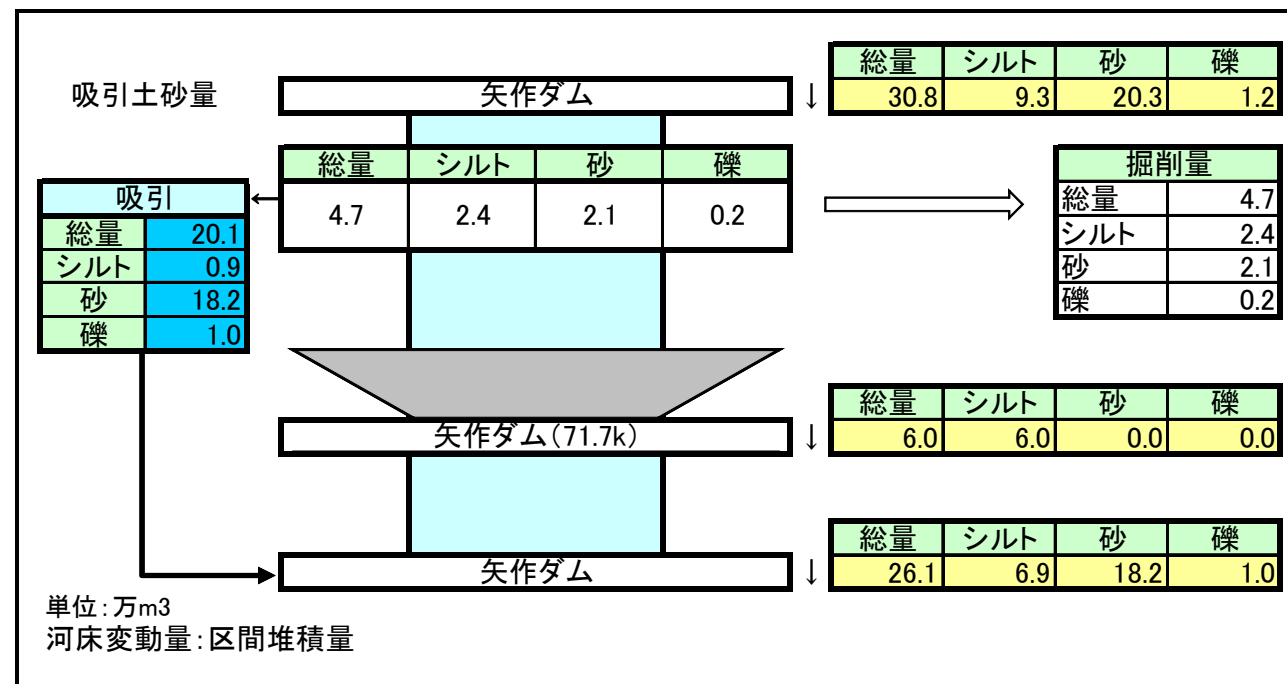 総量 シルト 砂 礫
吸引土砂量 矢作ダム ↓ 30.8 9.3 20.3 1.2
総量 シルト 砂 礫
4.7 2.4 2.1 0.2
掘削量
総量 4.7
シルト 2.4
砂 2.1
礫 0.2
吸引
総量 20.1
シルト 0.9
砂 18.2
礫 1.0
総量 シルト 砂 礫
矢作ダム(71.7k) ↓ 6.0 6.0 0.0 0.0
総量 シルト 砂 礫
矢作ダム ↓ 26.1 6.9 18.2 1.0
単位:万m3
河床変動量:区間堆積量